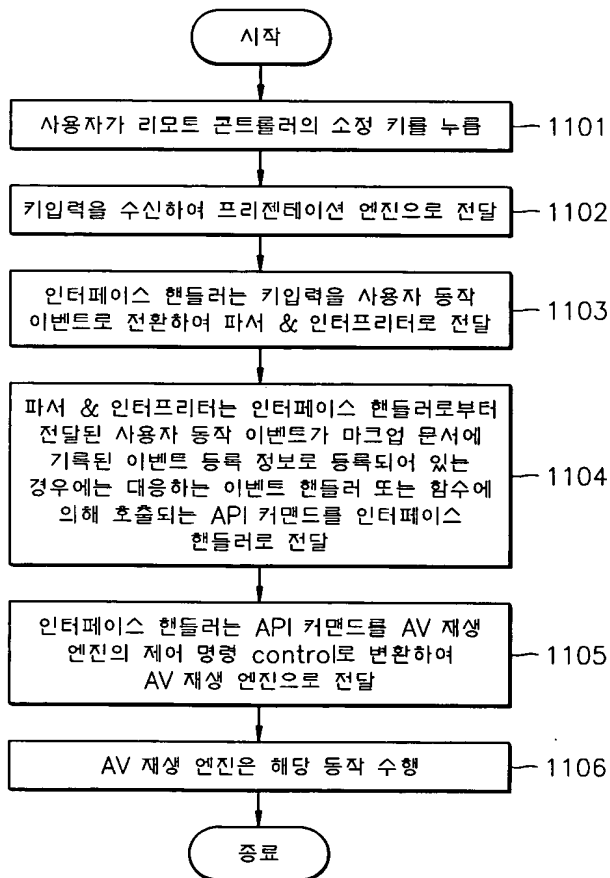 시작
사용자가 리모트 콘트롤러의 소정 키를 누름
1101
키입력을 수신하여 프리젠테이션 엔진으로 전달
1102
인터페이스 핸들러는 키입력을 사용자 동작
이벤트로 전환하여 파서 & 인터프리터로 전달
1103
파서 & 인터프리터는 인터페이스 핸들러로부터
전달된 사용자 동작 이벤트가 마크업 문서에
기록된 이벤트 등록 정보로 등록되어 있는
경우에는 대응하는 이벤트 핸들러 또는 함수에
의해 호출되는 API 커맨드를 인터페이스
핸들러로 전달
1104
인터페이스 핸들러는 API 커맨드를 AV 재생
엔진의 제어 명령 control로 변환하여
AV 재생 엔진으로 전달
1105
AV 재생 엔진은 해당 동작 수행
1106
종료